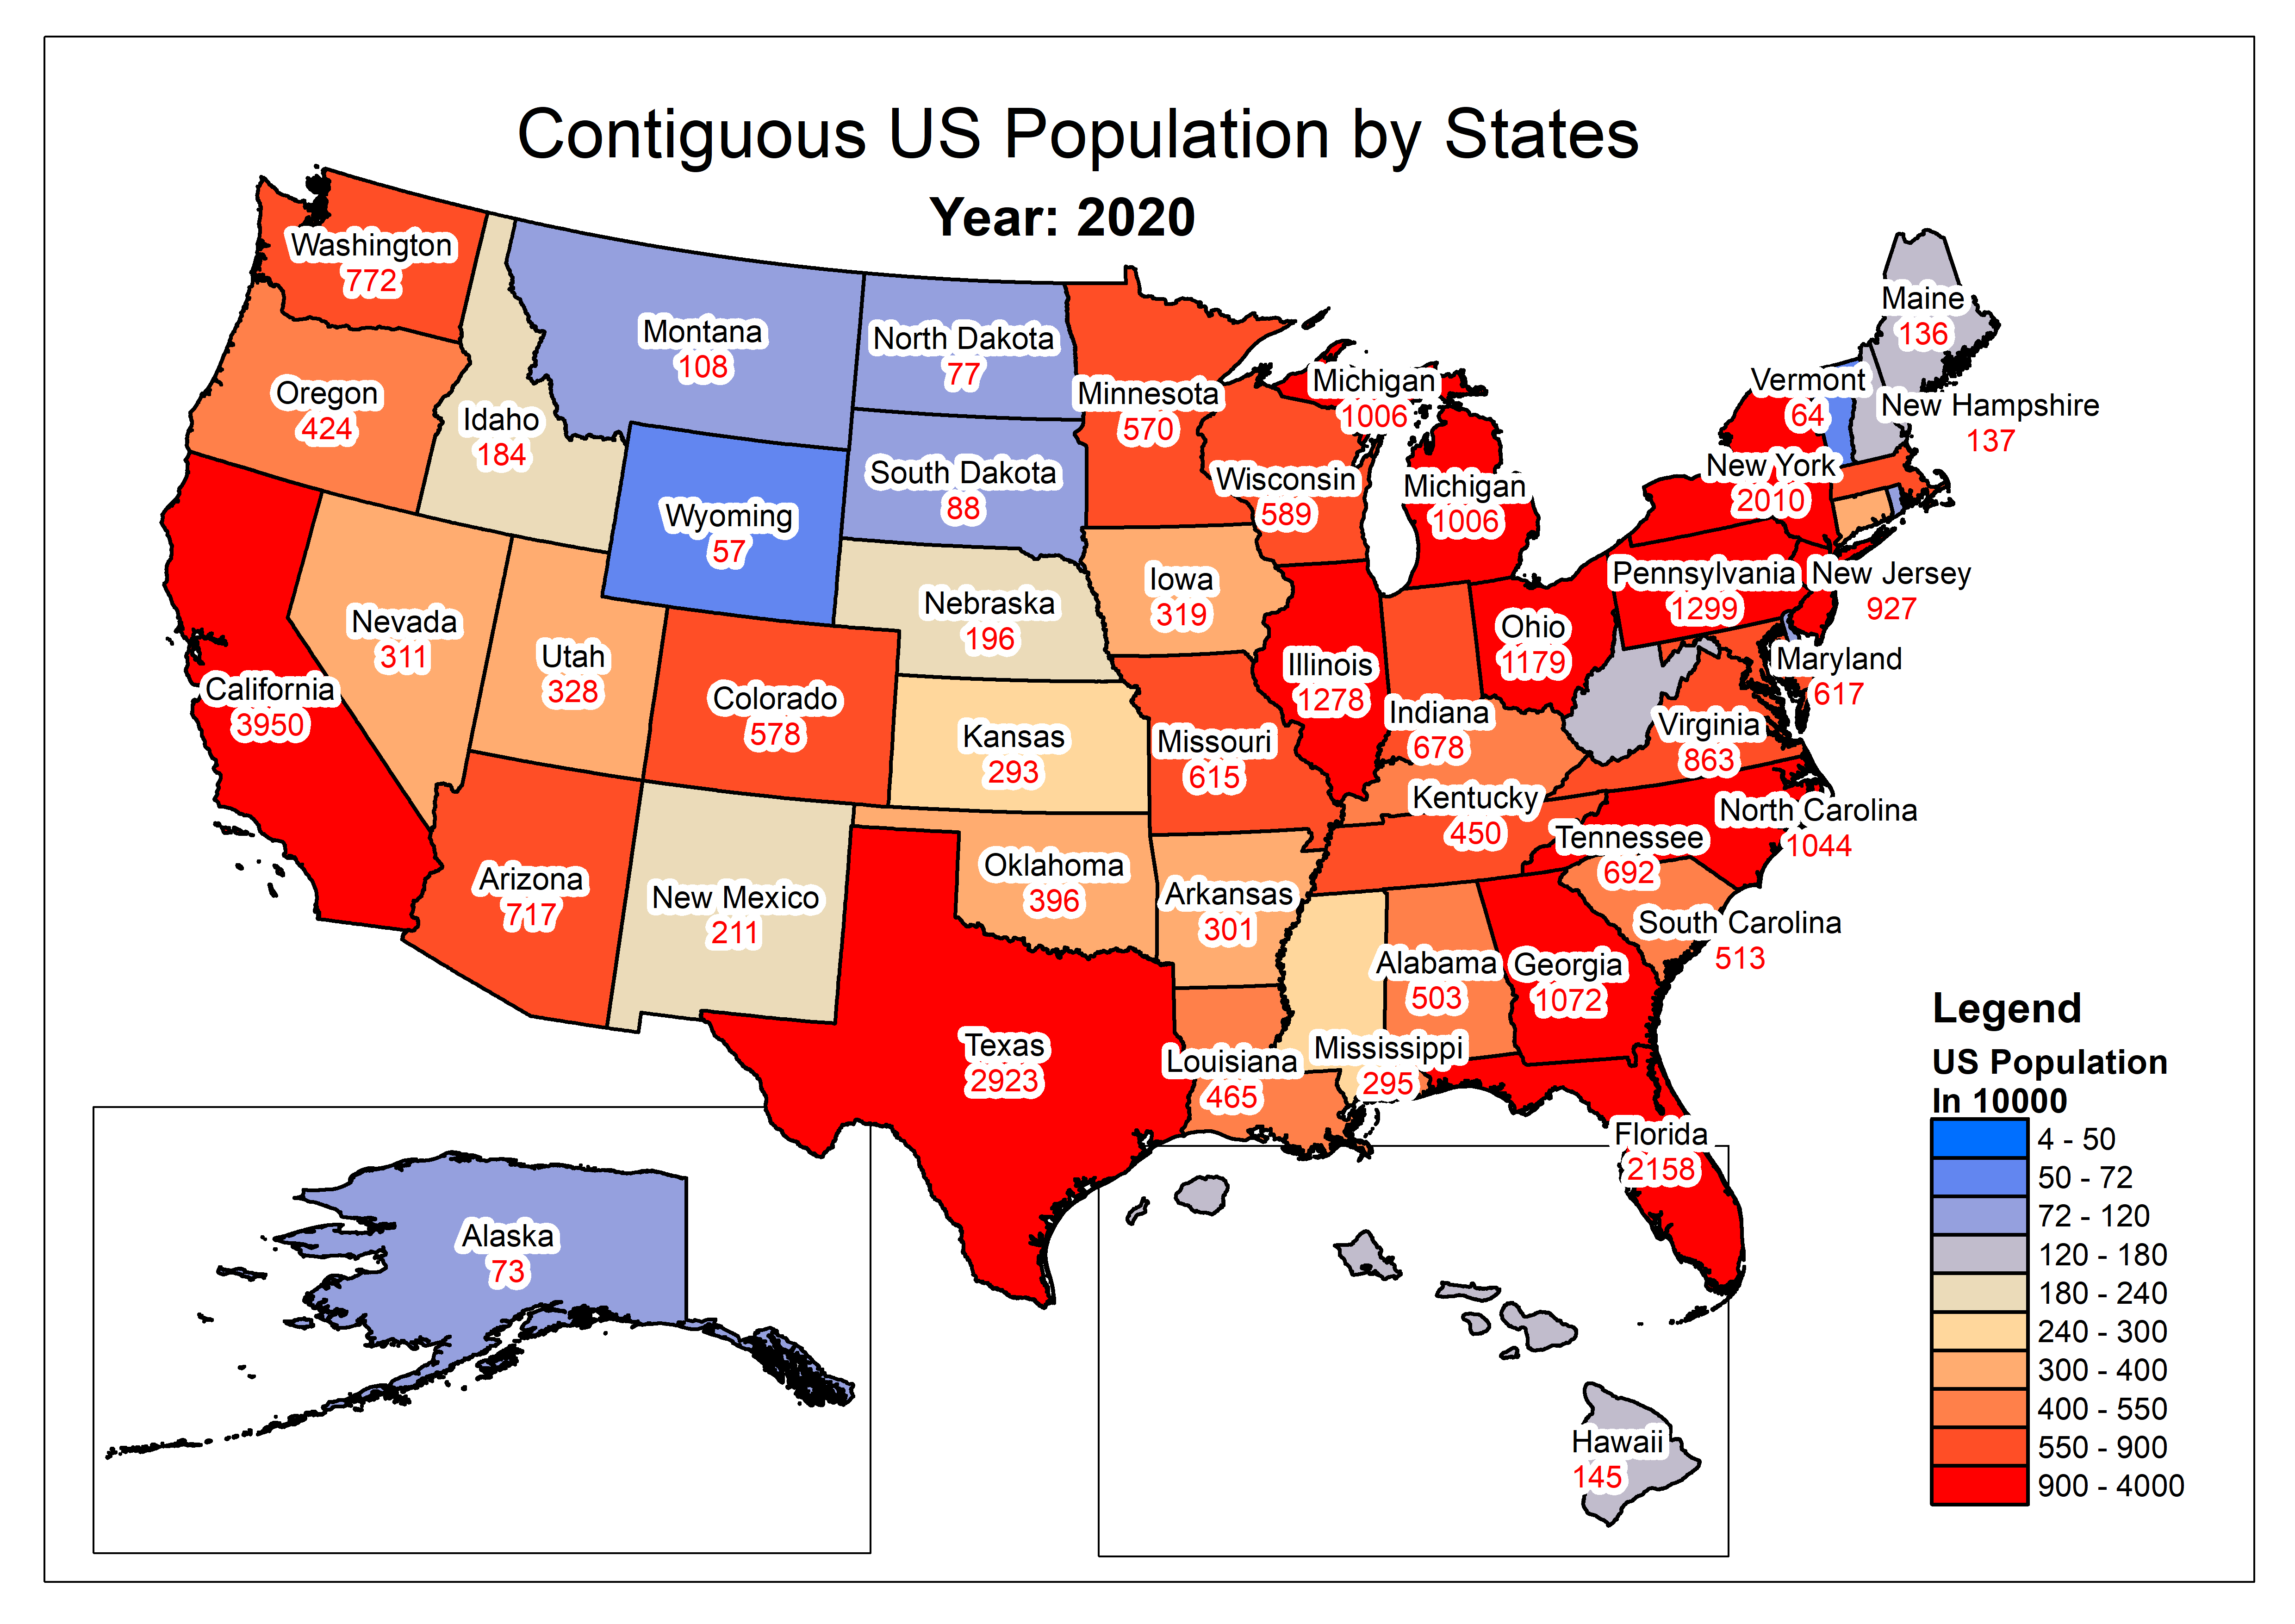 Contiguous US Population by States
Year: 2020
Washington
772
Oregon
424
Idaho
184
Montana
108
North Dakota
77
Minnesota
570
Michigan
1006
Maine
136
Vermont
64
New Hampshire
137
Wyoming
57
South Dakota
88
Wisconsin
589
Michigan
1006
New York
2010
Nevada
311
Utah
328
Colorado
578
Nebraska
196
Iowa
319
Illinois
1278
Ohio
1179
Pennsylvania
1299
New Jersey
927
Maryland
617
California
3950
Kansas
293
Missouri
615
Indiana
678
Virginia
863
Kentucky
450
North Carolina
1044
Tennessee
692
Arizona
717
New Mexico
211
Oklahoma
396
Arkansas
301
South Carolina
513
Alabama
503
Georgia
1072
Texas
2923
Louisiana
465
Mississippi
295
Florida
2158
Alaska
73
Hawaii
145
Legend
US Population
In 10000
4 - 50
50 - 72
72 - 120
120 - 180
180 - 240
240 - 300
300 - 400
400 - 550
550 - 900
900 - 4000